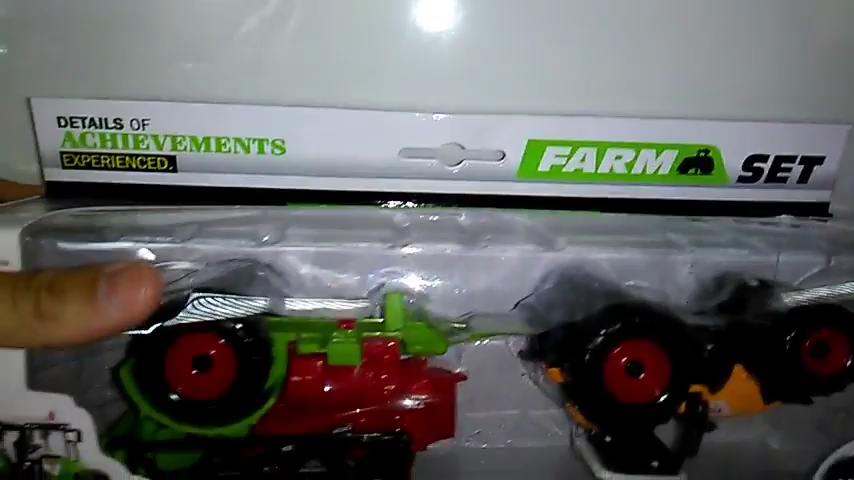 DETAILS OF
ACHIEVEMENTS
EXPERIENCED.
FARM SET